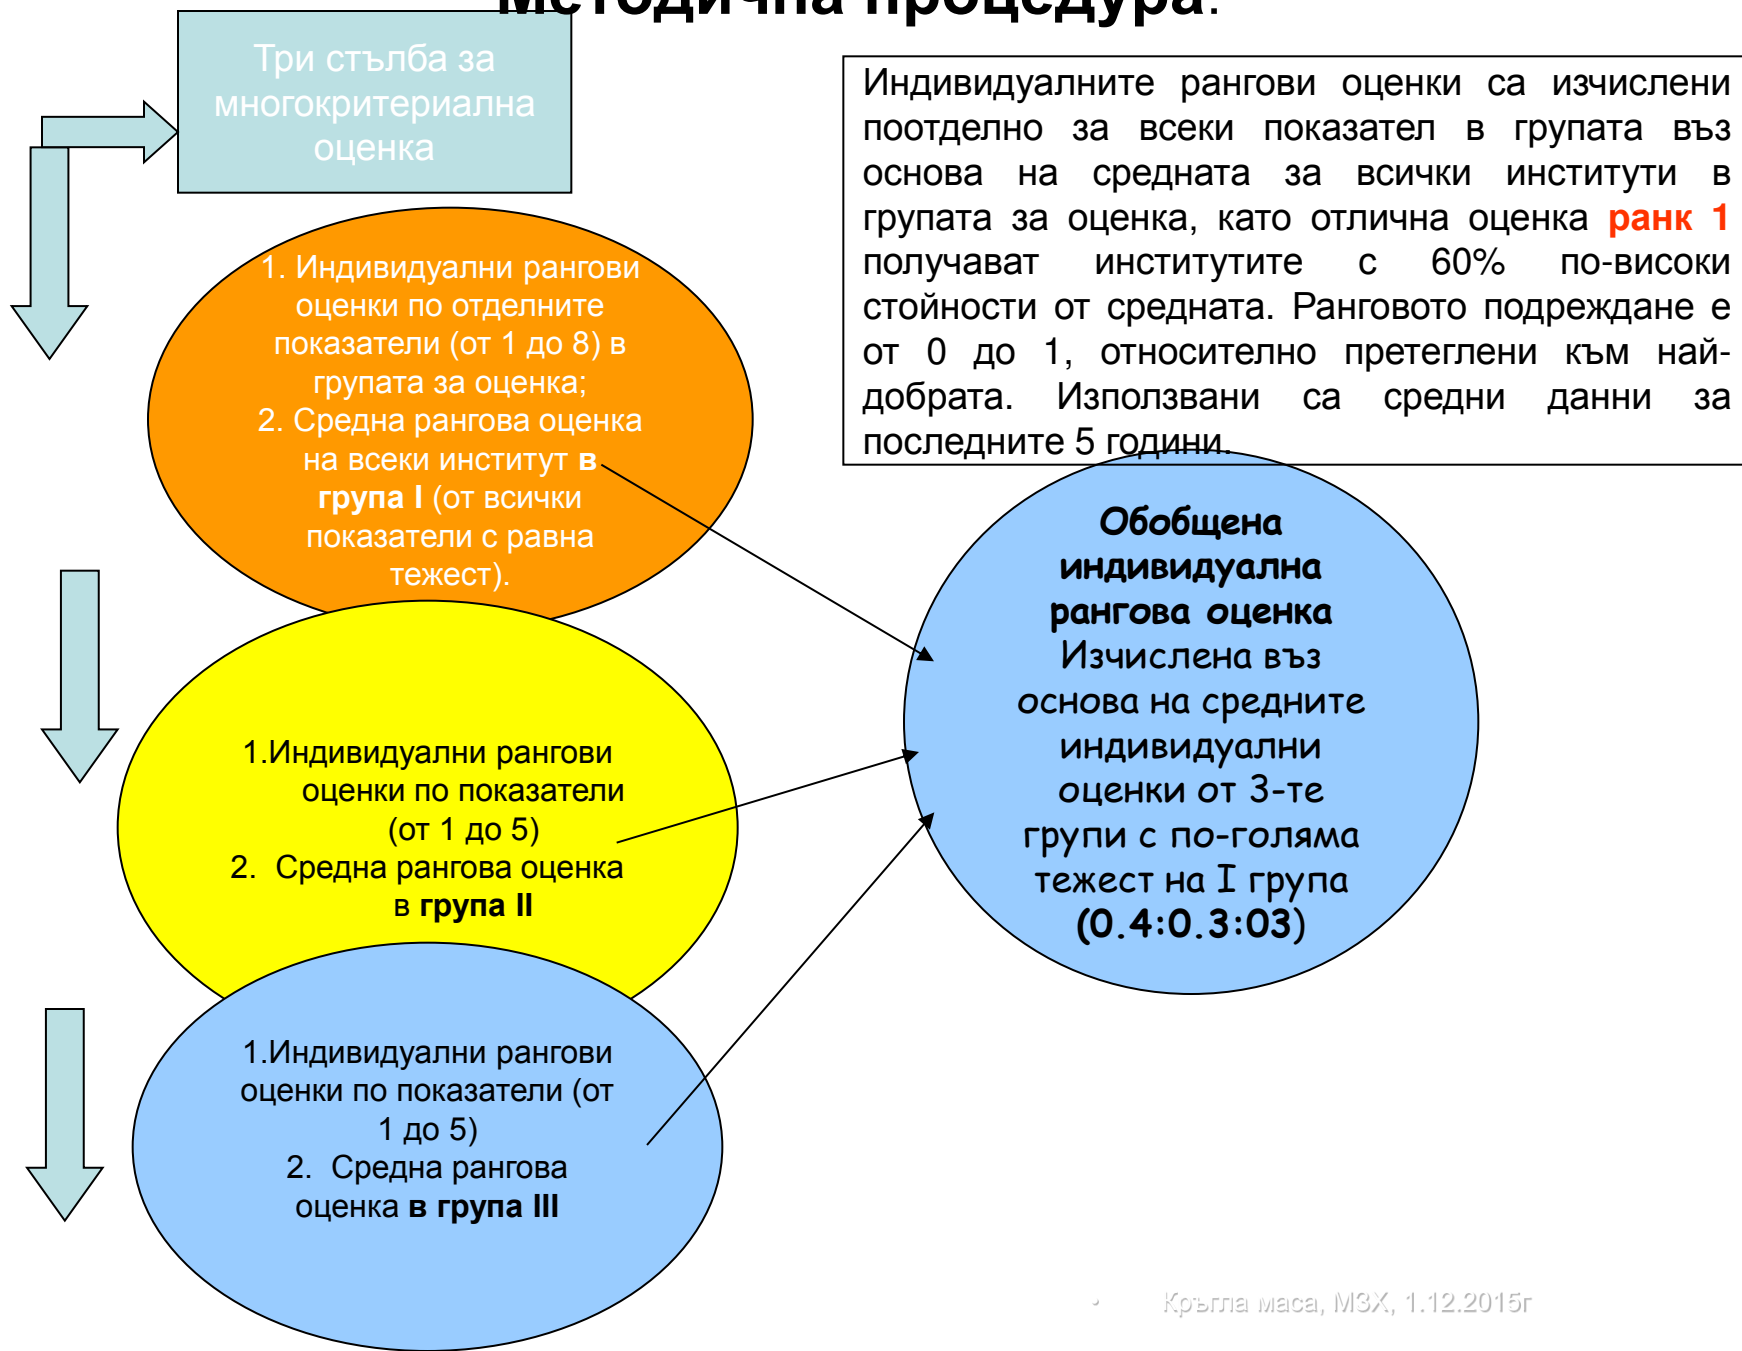 Методична процедура:
Три стълба за
многокритериална
оценка
Индивидуалните рангови оценки са изчислени
поотделно за всеки показател в групата въз
основа на средната за всички институти в
групата за оценка, като отлична оценка ранк 1
получават институтите с 60% по-високи
стойности от средната. Ранговото подреждане е
от 0 до 1, относително претеглени към най-
добрата. Използвани са средни данни за
последните 5 години.
1. Индивидуални рангови
оценки по отделните
показатели (от 1 до 8) в
групата за оценка;
2. Средна рангова оценка
на всеки институт в
група I (от всички
показатели с равна
тежест).
1.Индивидуални рангови
оценки по показатели
(от 1 до 5)
2. Средна рангова оценка
в група II
1.Индивидуални рангови
оценки по показатели (от
1 до 5)
2. Средна рангова
оценка в група III
Обобщена
индивидуална
рангова оценка
Изчислена въз
основа на средните
индивидуални
оценки от 3-те
групи с по-голяма
тежест на I група
(0.4:0.3:03)
• Кръгла маса, МЗХ, 1.12.2015г